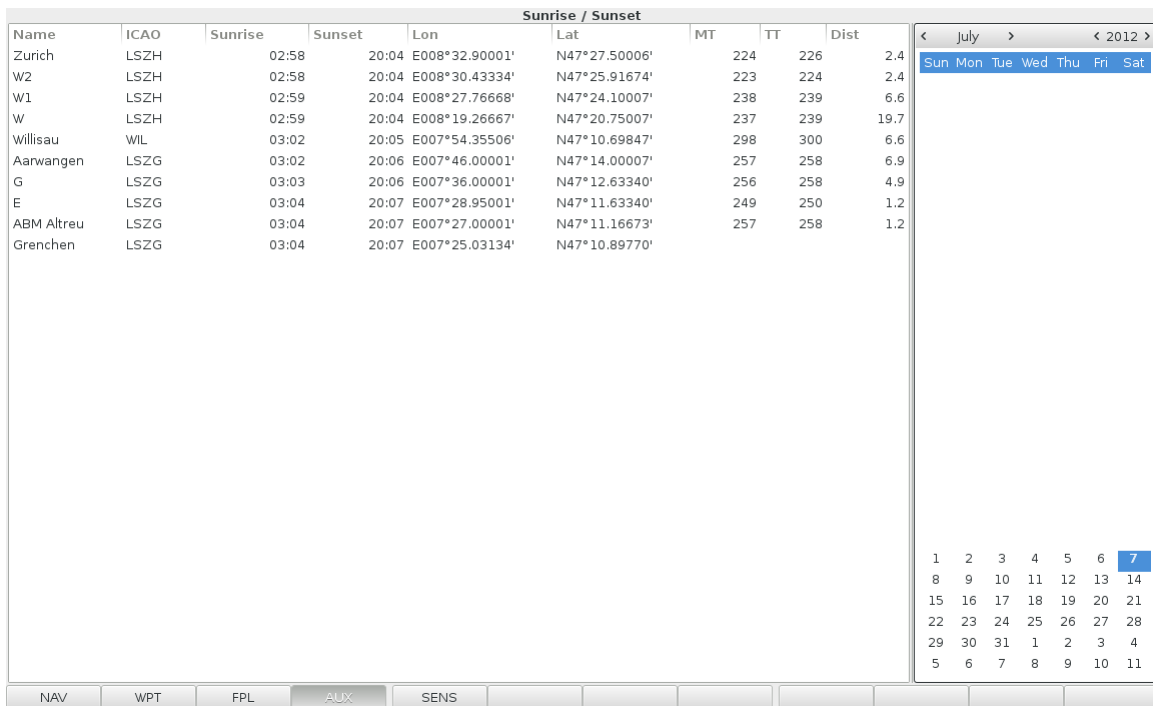 Sunrise / Sunset
Name ICAO Sunrise Sunset Lon Lat MT TT Dist
Zurich LSZH 02:58 20:04 E008°32.90001' N47°27.50006' 224 226 2.4
W2 LSZH 02:58 20:04 E008°30.43334' N47°25.91674' 223 224 2.4
W1 LSZH 02:59 20:04 E008°27.76668' N47°24.10007' 238 239 6.6
W LSZH 02:59 20:04 E008°19.26667' N47°20.75007' 237 239 19.7
Willisau WIL 03:02 20:05 E007°54.35506' N47°10.69847' 298 300 6.6
Aarwangen LSZG 03:02 20:06 E007°46.00001' N47°14.00007' 257 258 6.9
G LSZG 03:03 20:06 E007°36.00001' N47°12.63340' 256 258 4.9
E LSZG 03:04 20:07 E007°28.95001' N47°11.63340' 249 250 1.2
ABM Altreu LSZG 03:04 20:07 E007°27.00001' N47°11.16673' 257 258 1.2
Grenchen LSZG 03:04 20:07 E007°25.03134' N47°10.89770'
< July > < 2012 >
Sun Mon Tue Wed Thu Fri Sat
1 2 3 4 5 6 7
8 9 10 11 12 13 14
15 16 17 18 19 20 21
22 23 24 25 26 27 28
29 30 31 1 2 3 4
5 6 7 8 9 10 11
NAV WPT FPL AUX SENS